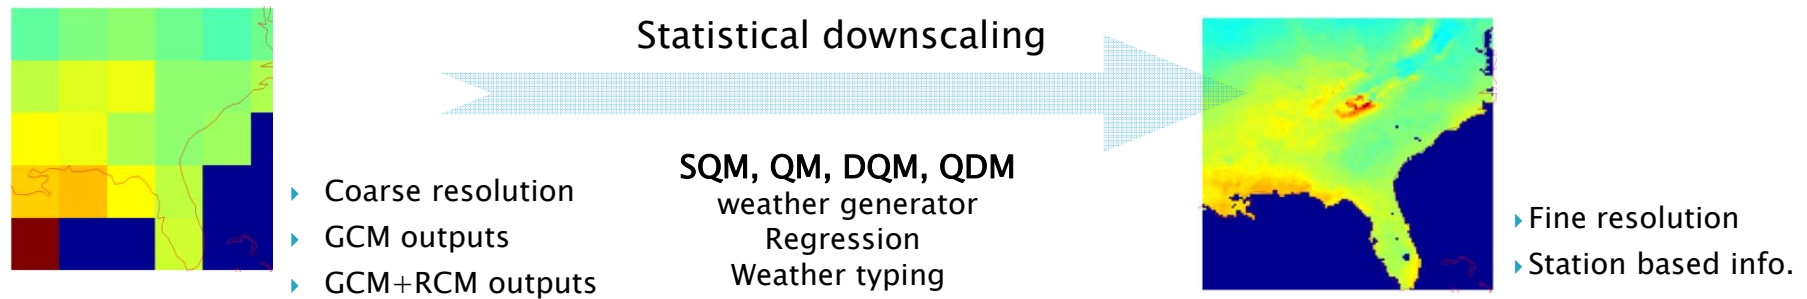 Statistical downscaling
Coarse resolution
GCM outputs
GCM+RCM outputs
SQM, QM, DQM, QDM
weather generator
Regression
Weather typing
Fine resolution
Station based info.